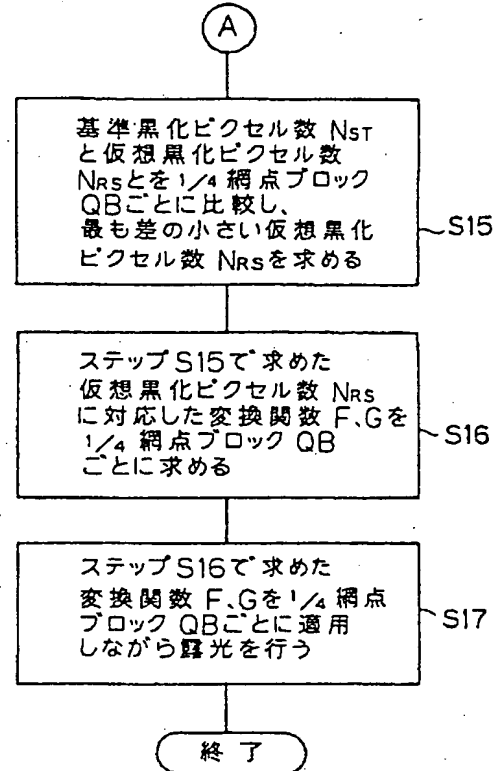 A
基準黒化ピクセル数 NST
と仮想黒化ピクセル数
NRSとを1/4 網点ブロック
QBごとに比較し、
最も差の小さい仮想黒化
ピクセル数 NRSを求める
S15
ステップS15で求めた
仮想黒化ピクセル数 NRS
に対応した変換関数 F、Gを
1/4 網点ブロック QB
ごとに求める
S16
ステップS16で求めた
変換関数 F、Gを1/4 網点
ブロック QBごとに適用
しながら露光を行う
S17
終了